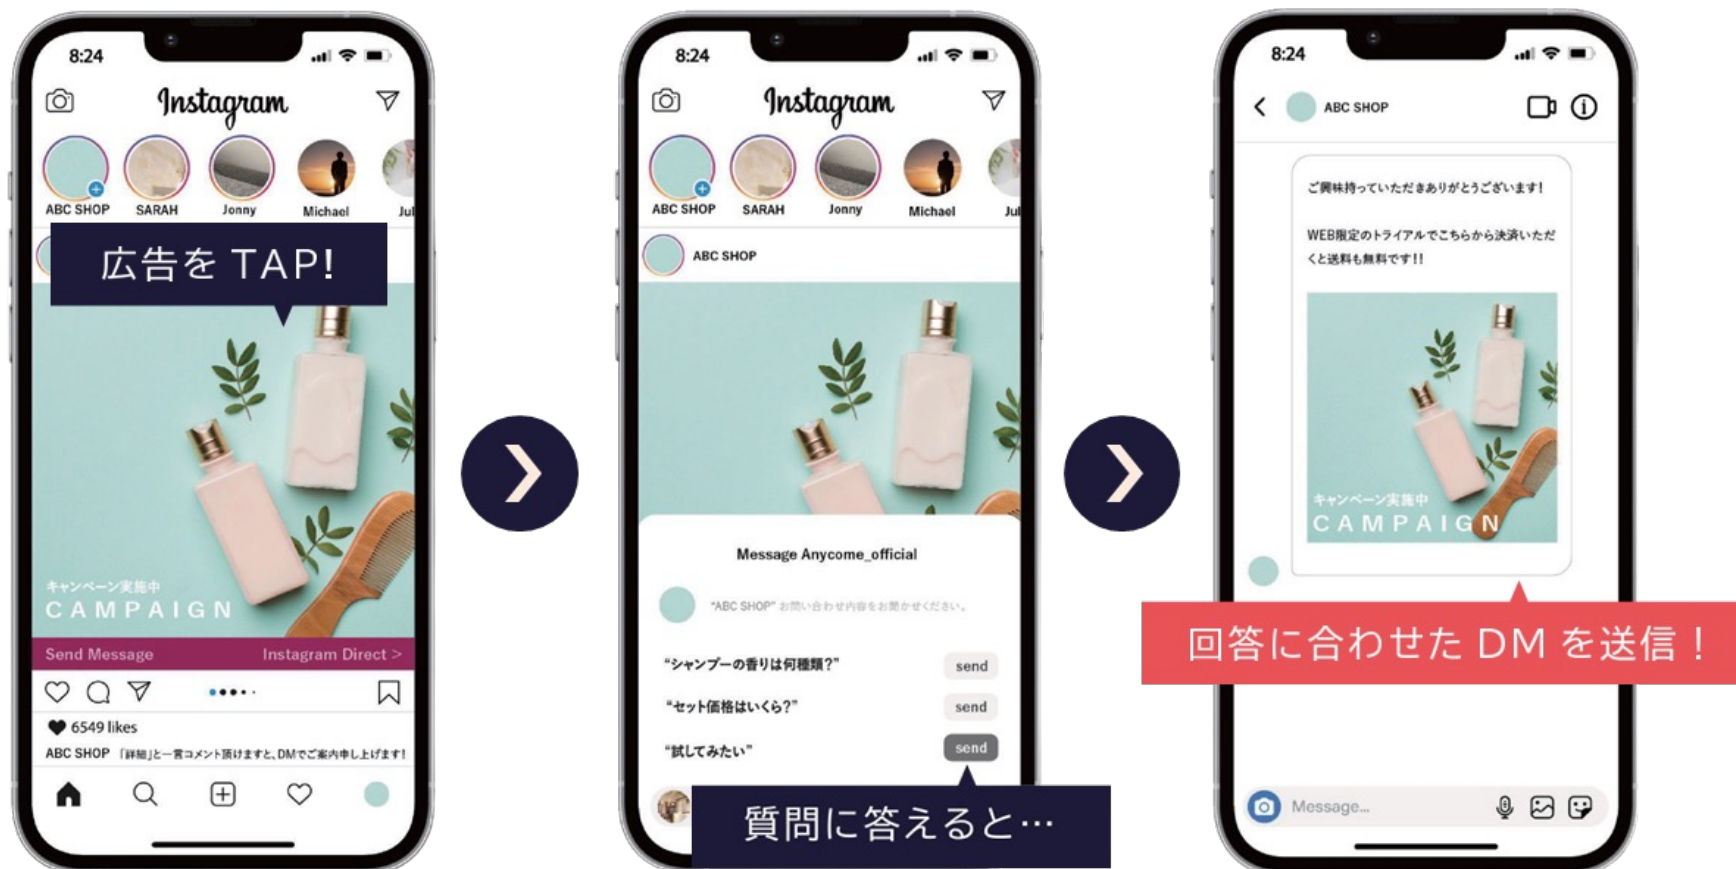 8:24
Instagram
ABC SHOP
SARAH
Jonny
Michael
Jul
広告を TAP!
キャンペーン実施中
CAMPAIGN
Send Message
Instagram Direct >
6549 likes
ABC SHOP 「詳細」と一言コメント頂けますと、DMでご案内申し上げます!
8:24
Instagram
ABC SHOP
SARAH
Jonny
Michael
Jul
ABC SHOP
Message Anycome_official
"ABC SHOP" お問い合わせ内容をお聞かせください。
"シャンプーの香りは何種類?"
send
"セット価格はいくら?"
send
"試してみたい"
send
質問に答えると…
8:24
ABC SHOP
ご興味持っていただきありがとうございます!
WEB限定のトライアルでこちらから決済いただ
くと送料も無料です!!
キャンペーン実施中
CAMPAIGN
回答に合わせた DM を送信！
Message...